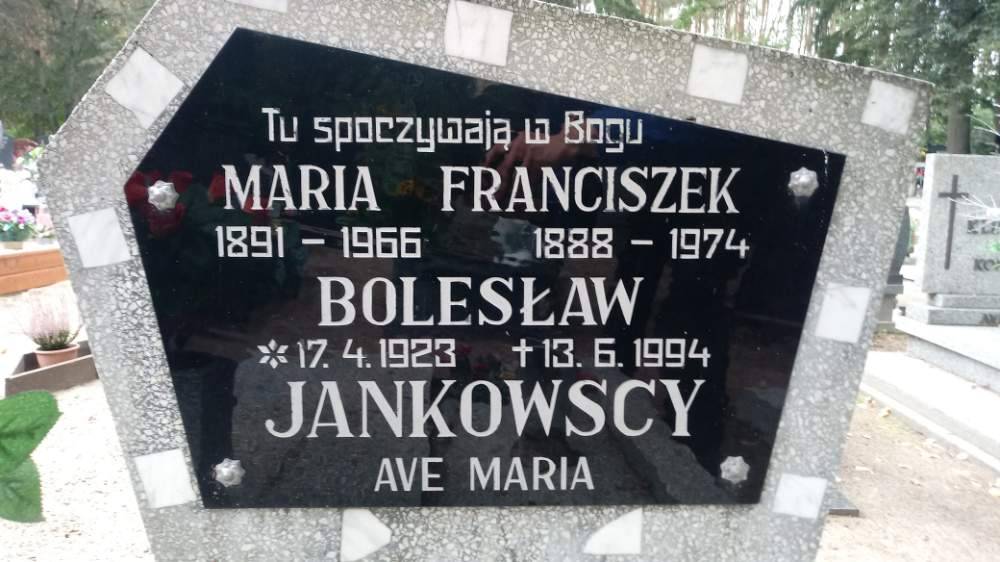 Tu spoczywają w Bogu
MARIA FRANCISZEK
1891 - 1966 1888 - 1974
BOLESŁAW
* 17. 4. 1923 † 13. 6. 1994
JANKOWSCY
AVE MARIA